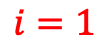 i = 1